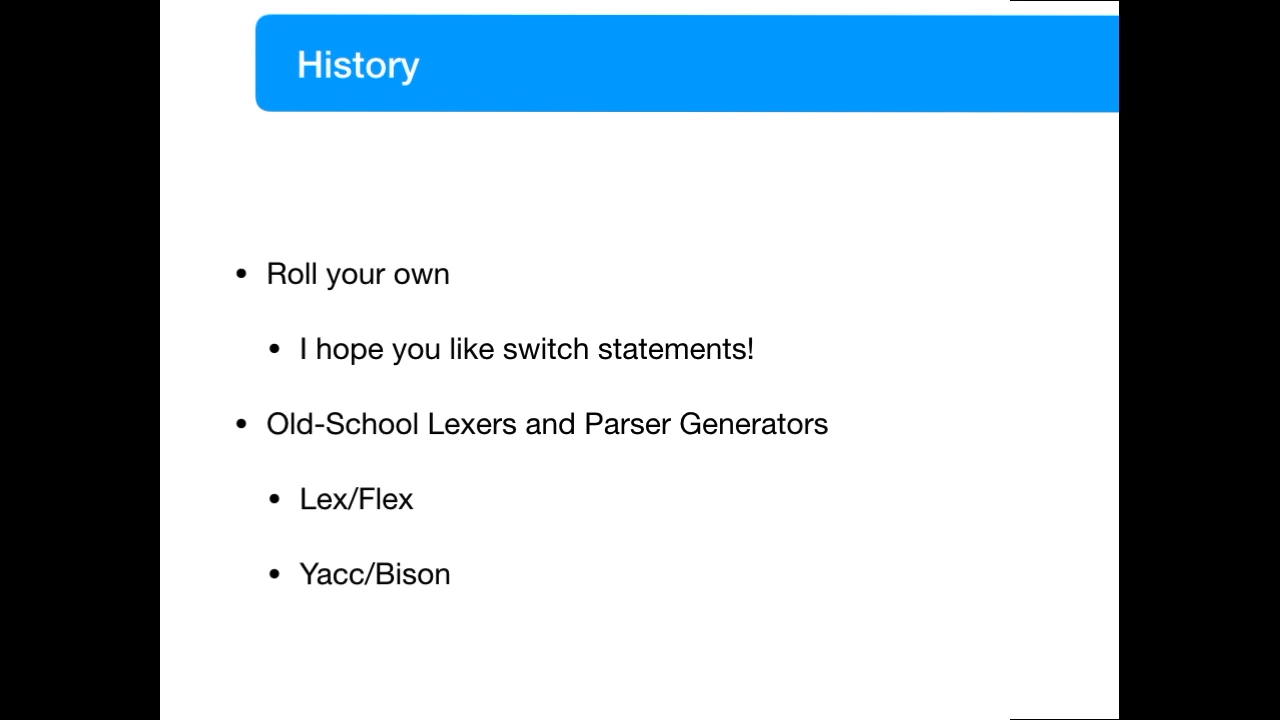 History
• Roll your own
• I hope you like switch statements!
• Old-School Lexers and Parser Generators
• Lex/Flex
• Yacc/Bison